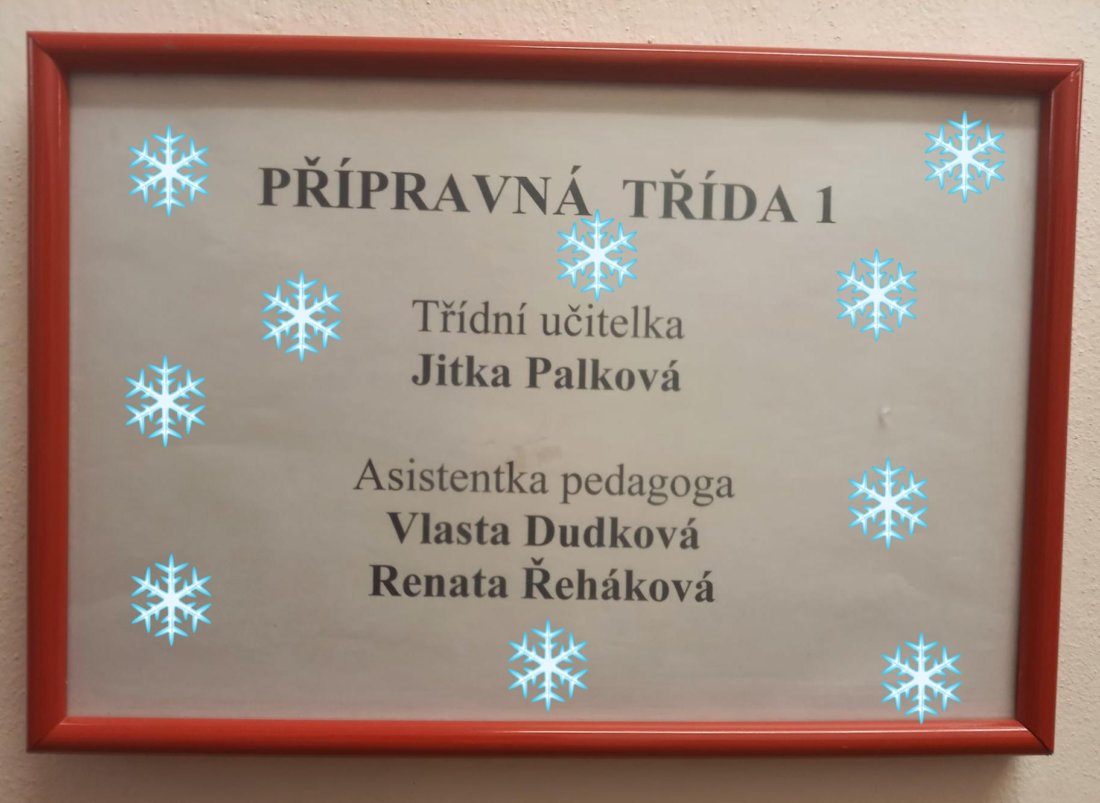 PŘÍPRAVNÁ TŘÍDA 1
Třídní učitelka
Jitka Palková
Asistentka pedagoga
Vlasta Dudková
Renata Řeháková